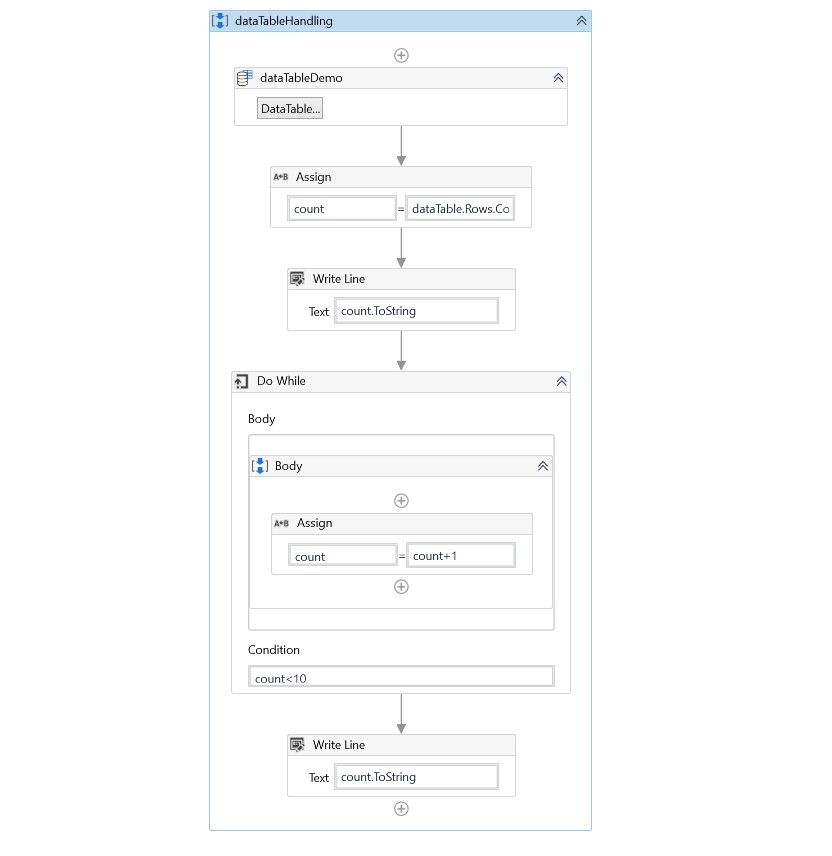 dataTableHandling
dataTableDemo
DataTable...
A*B Assign
count = dataTable.Rows.Co
Write Line
Text count.ToString
Do While
Body
Body
A*B Assign
count = count+1
Condition
count<10
Write Line
Text count.ToString